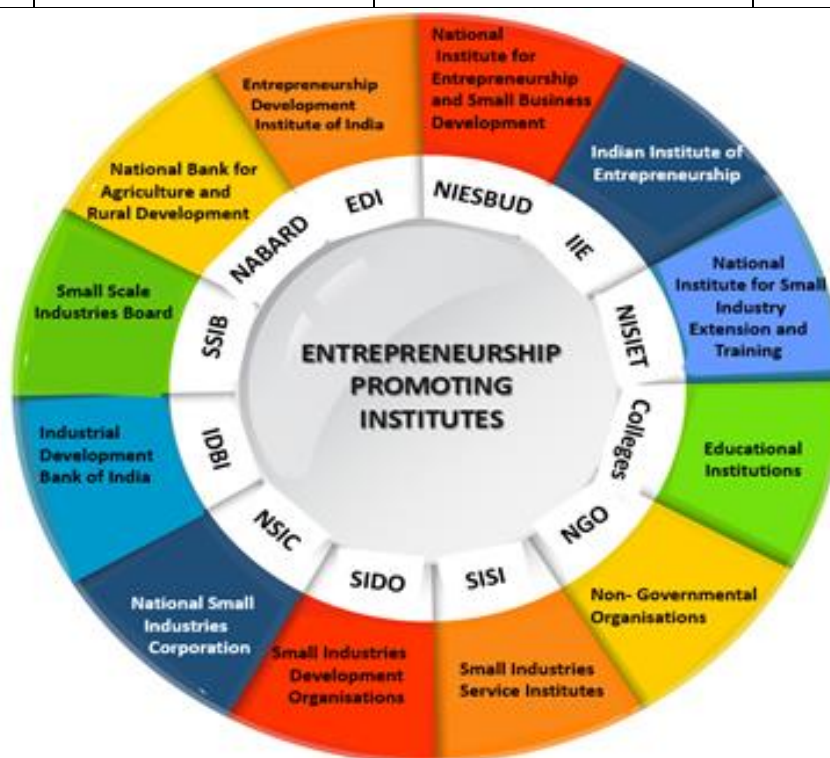 ENTREPRENEURSHIP
PROMOTING
INSTITUTES
National
Institute for
Entrepreneurship
and Small Business
Development
NIESBUD
Indian Institute of
Entrepreneurship
IIE
National
Institute for Small
Industry
Extension and
Training
NISIET
Educational
Institutions
Colleges
Non- Governmental
Organisations
NGO
Small Industries
Service Institutes
SISI
Small Industries
Development
Organisations
SIDO
National Small
Industries
Corporation
NSIC
Industrial
Development
Bank of India
IDBI
Small Scale
Industries Board
SSIB
National Bank for
Agriculture and
Rural Development
NABARD
Entrepreneurship
Development
Institute of India
EDI